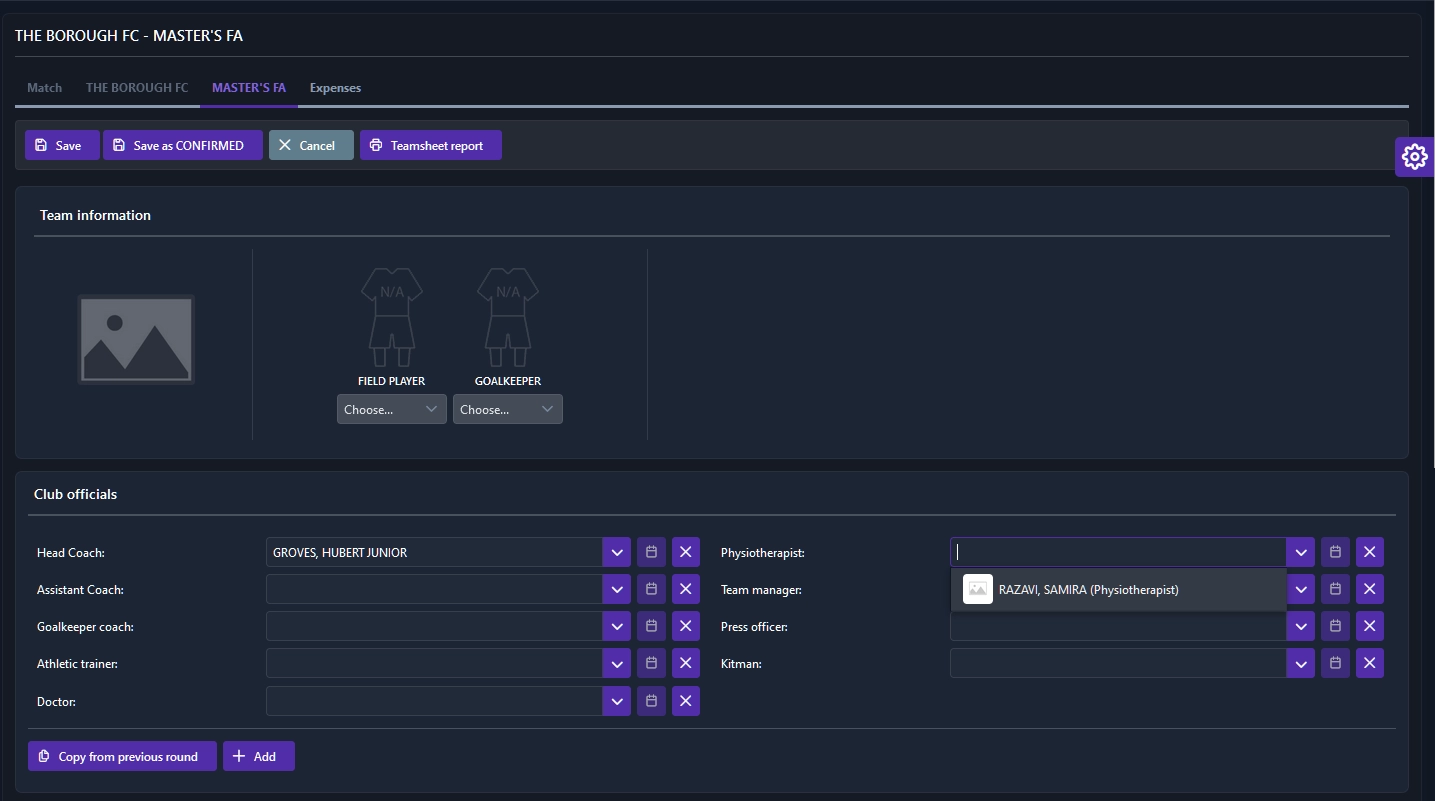 THE BOROUGH FC - MASTER'S FA
Match THE BOROUGH FC MASTER'S FA Expenses
Save Save as CONFIRMED Cancel Teamsheet report
Team information
N/A N/A
FIELD PLAYER GOALKEEPER
Choose... Choose...
Club officials
Head Coach: GROVES, HUBERT JUNIOR
Assistant Coach:
Goalkeeper coach:
Athletic trainer:
Doctor:
Physiotherapist:
RAZAVI, SAMIRA (Physiotherapist)
Team manager:
Press officer:
Kitman:
Copy from previous round Add